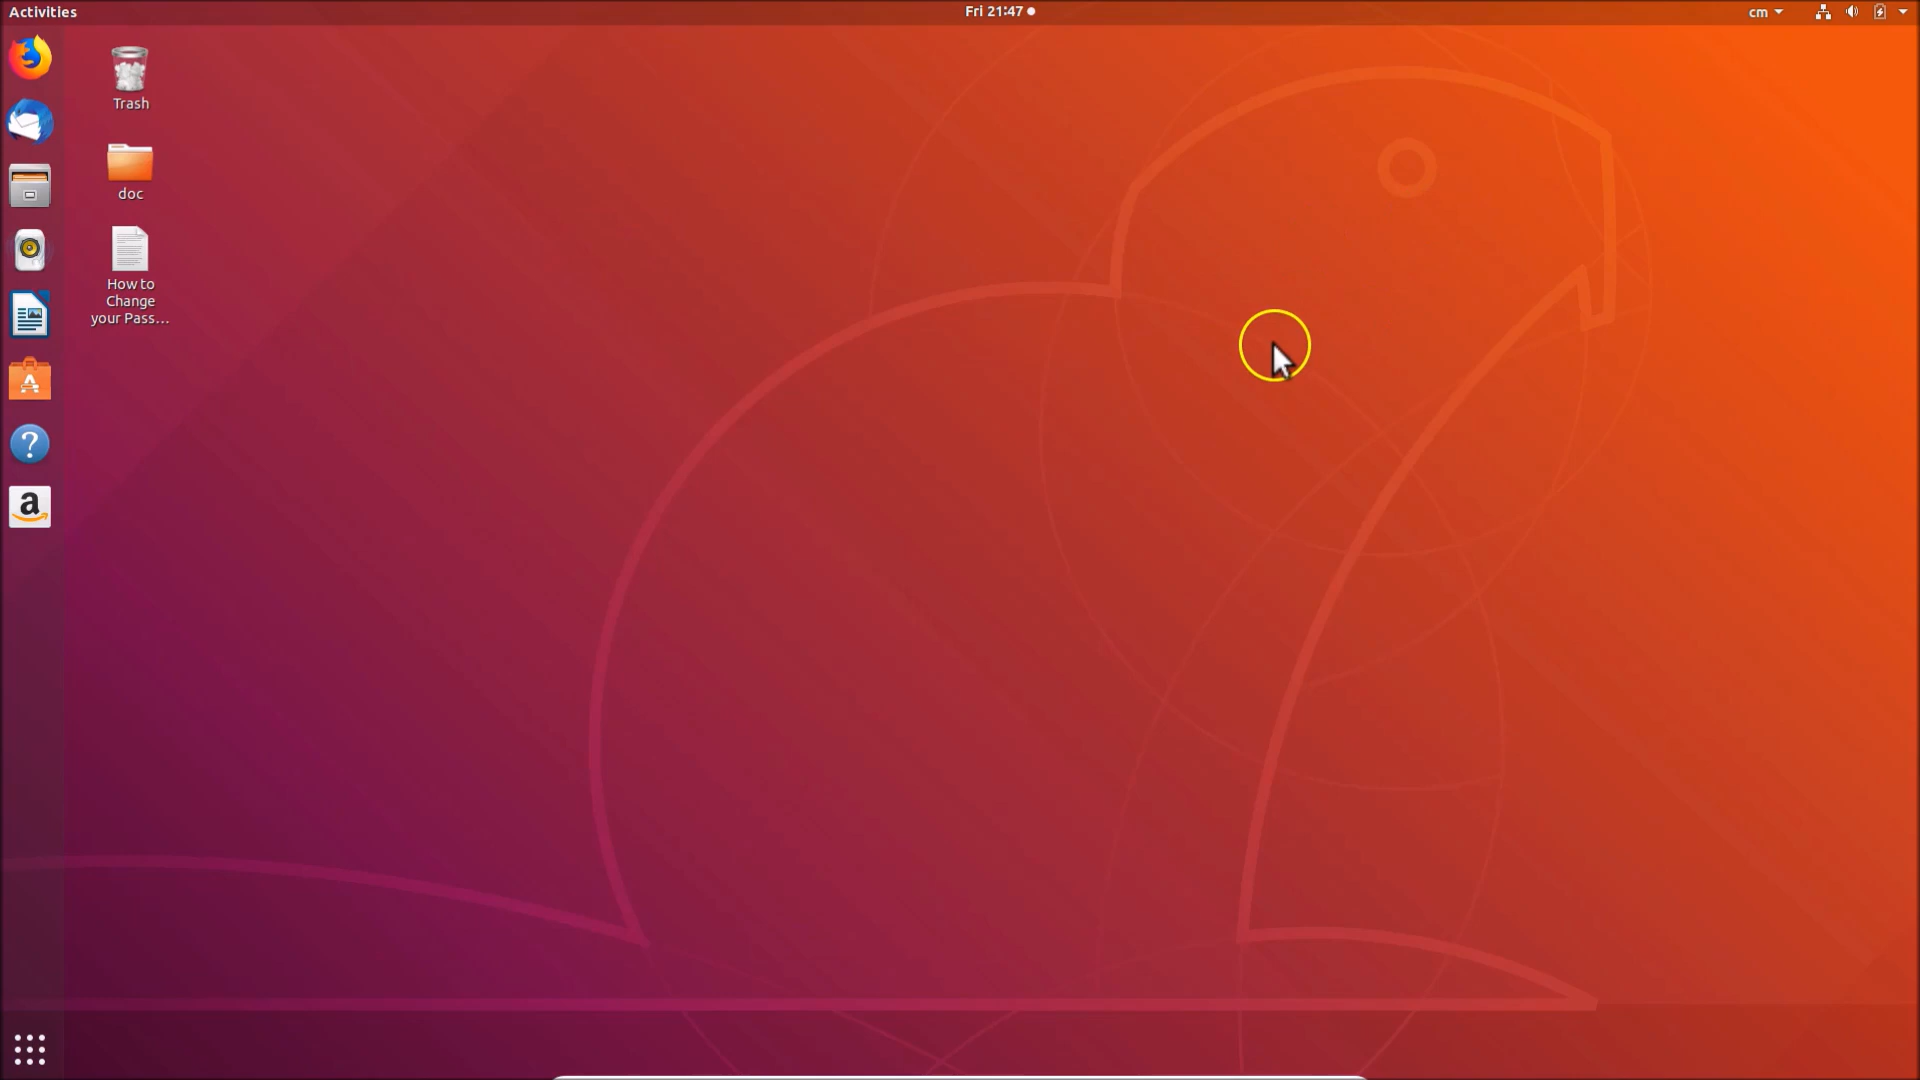 Activities
Fri 21:47
cm
Trash
doc
How to
Change
your Pass...